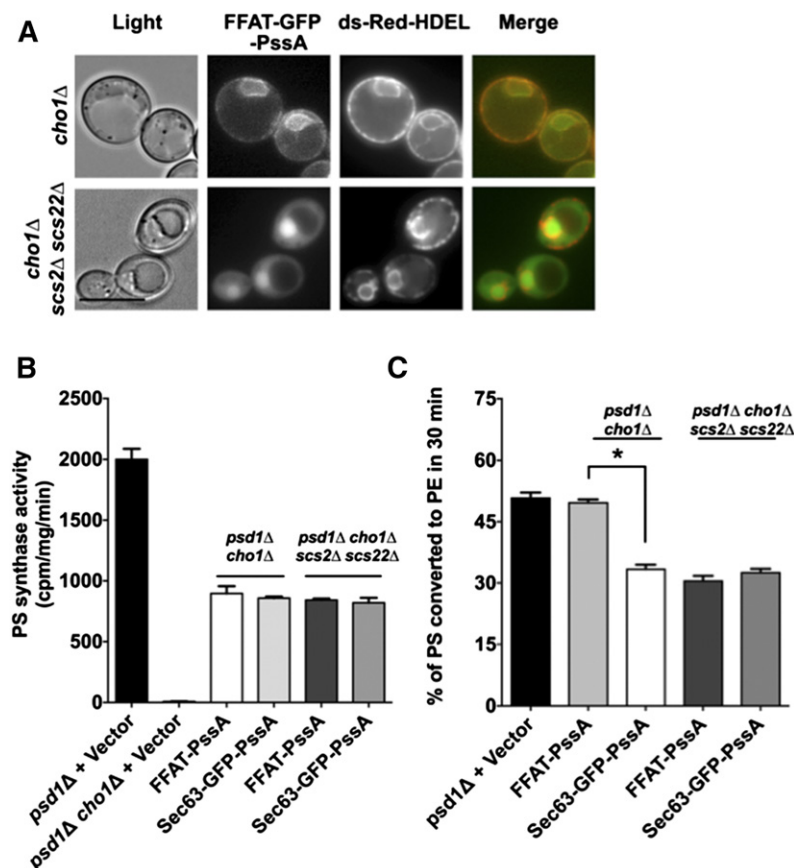 A
Light
FFAT-GFP
-PssA
ds-Red-HDEL
Merge
cho1Δ
cho1Δ
scs2Δ scs22Δ
B
PS synthase activity
(cpm/mg/min)
2500
2000
1500
1000
500
0
psd1Δ
cho1Δ
psd1Δ cho1Δ
scs2Δ scs22Δ
psd1Δ + Vector
psd1Δ cho1Δ + Vector
FFAT-PssA
Sec63-GFP-PssA
FFAT-PssA
Sec63-GFP-PssA
C
% of PS converted to PE in 30 min
75
60
45
30
15
0
psd1Δ
cho1Δ
psd1Δ cho1Δ
scs2Δ scs22Δ
*
psd1Δ + Vector
FFAT-PssA
Sec63-GFP-PssA
FFAT-PssA
Sec63-GFP-PssA